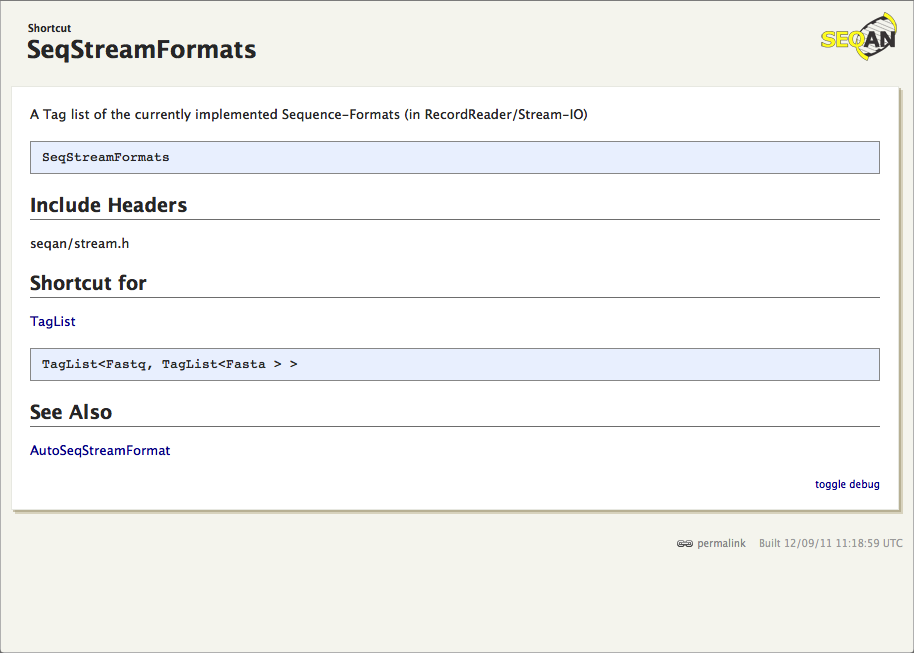 Shortcut
SeqStreamFormats
SEQAN
A Tag list of the currently implemented Sequence-Formats (in RecordReader/Stream-IO)
SeqStreamFormats
Include Headers
seqan/stream.h
Shortcut for
TagList
TagList<Fastq, TagList<Fasta > >
See Also
AutoSeqStreamFormat
toggle debug
permalink Built 12/09/11 11:18:59 UTC